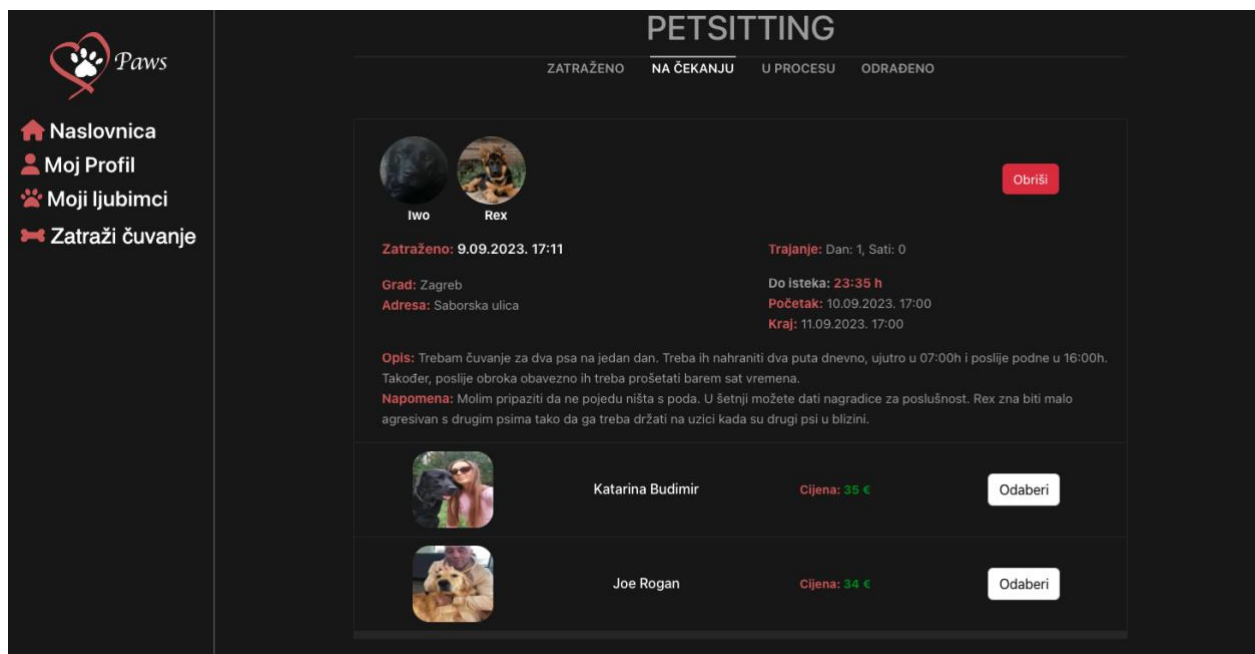 Paws
Naslovnica
Moj Profil
Moji ljubimci
Zatraži čuvanje
PETSITTING
ZATRAŽENO NA ČEKANJU U PROCESU ODRAĐENO
Iwo Rex
Obriši
Zatraženo: 9.09.2023. 17:11
Grad: Zagreb
Adresa: Saborska ulica
Trajanje: Dan: 1, Sati: 0
Do isteka: 23:35 h
Početak: 10.09.2023. 17:00
Kraj: 11.09.2023. 17:00
Opis: Trebam čuvanje za dva psa na jedan dan. Treba ih nahraniti dva puta dnevno, ujutro u 07:00h i poslije podne u 16:00h.
Također, poslije obroka obavezno ih treba prošetati barem sat vremena.
Napomena: Molim pripaziti da ne pojedu ništa s poda. U šetnji možete dati nagradice za poslušnost. Rex zna biti malo
agresivan s drugim psima tako da ga treba držati na uzici kada su drugi psi u blizini.
Katarina Budimir Cijena: 35 € Odaberi
Joe Rogan Cijena: 34 € Odaberi